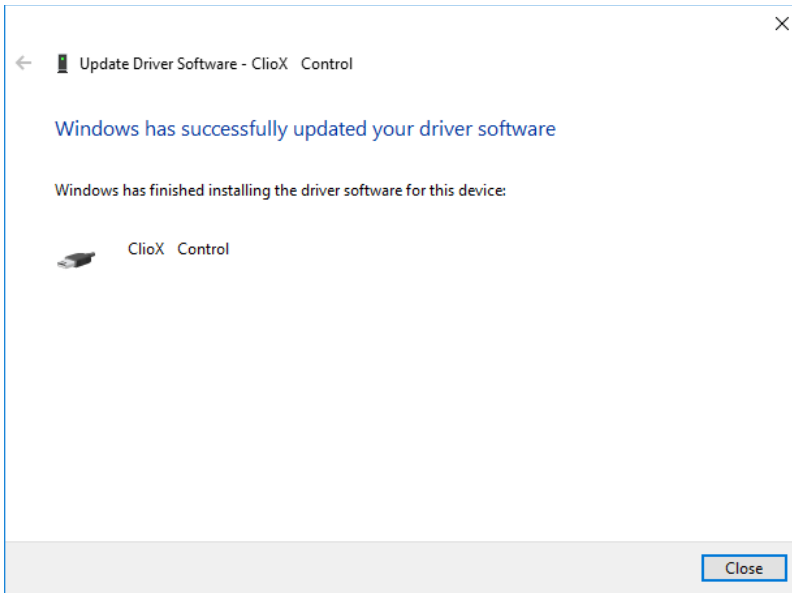 Update Driver Software - ClioX   Control
Windows has successfully updated your driver software
Windows has finished installing the driver software for this device:
ClioX   Control
Close